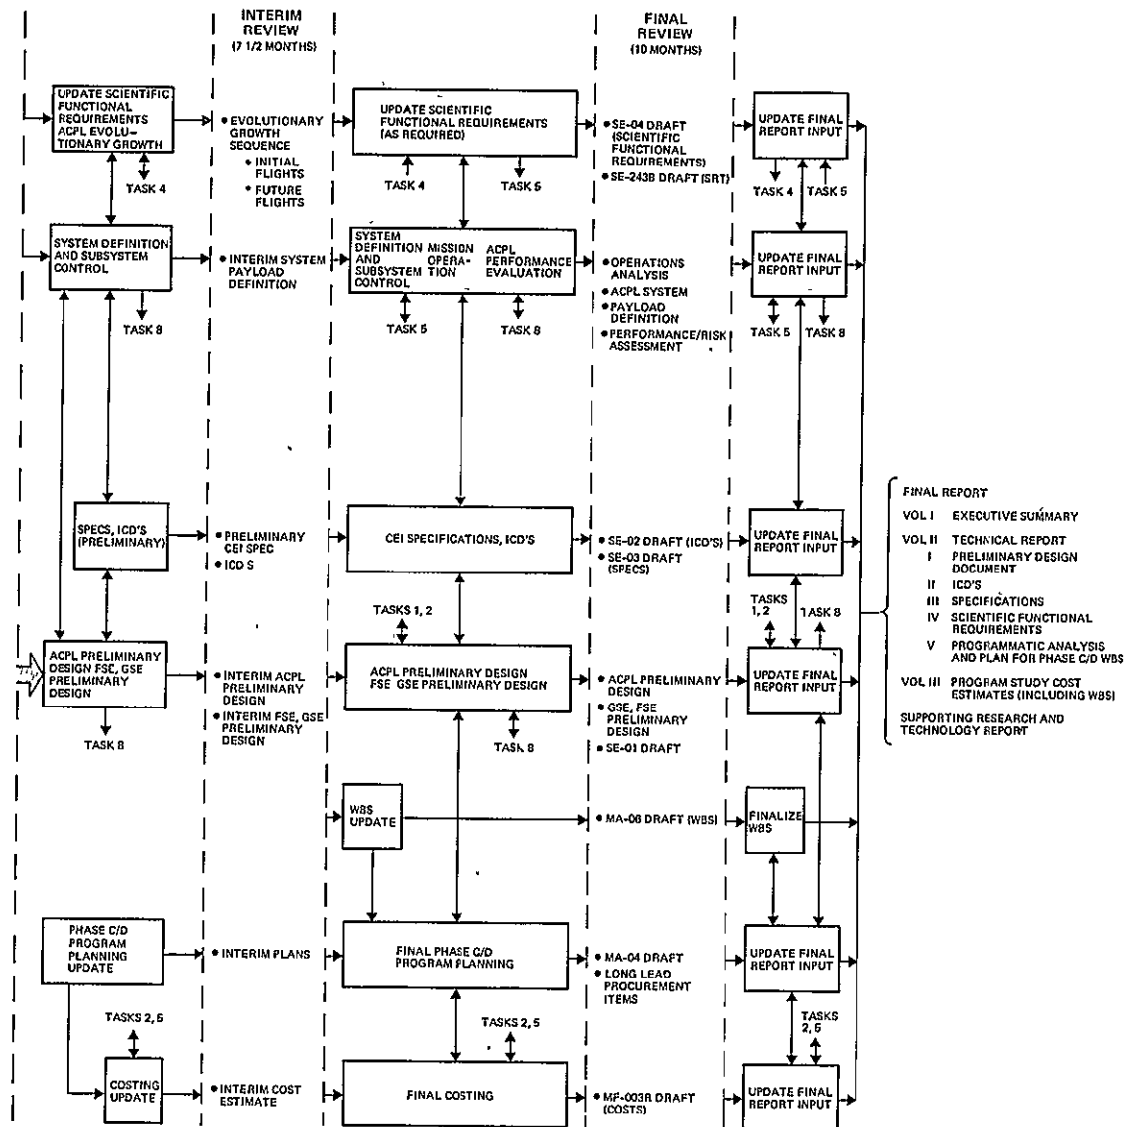 INTERIM
REVIEW
(7 1/2 MONTHS)
FINAL
REVIEW
(10 MONTHS)
UPDATE SCIENTIFIC
FUNCTIONAL
REQUIREMENTS
ACPL EVOLU-
TIONARY GROWTH
TASK 4
• EVOLUTIONARY
GROWTH
SEQUENCE
• INITIAL
FLIGHTS
• FUTURE
FLIGHTS
UPDATE SCIENTIFIC
FUNCTIONAL REQUIREMENTS
(AS REQUIRED)
TASK 4
TASK 5
• SE-04 DRAFT
(SCIENTIFIC
FUNCTIONAL
REQUIREMENTS)
• SE-243B DRAFT (SRT)
UPDATE FINAL
REPORT INPUT
TASK 4
TASK 5
SYSTEM DEFINITION
AND SUBSYSTEM
CONTROL
TASK 8
• INTERIM SYSTEM
PAYLOAD
DEFINITION
SYSTEM
DEFINITION
AND
SUBSYSTEM
CONTROL
MISSION
OPERA-
TION
ACPL
PERFORMANCE
EVALUATION
TASK 5
TASK 8
• OPERATIONS
ANALYSIS
• ACPL SYSTEM
• PAYLOAD
DEFINITION
• PERFORMANCE/RISK
ASSESSMENT
UPDATE FINAL
REPORT INPUT
TASK 5
TASK 8
SPECS, ICD'S
(PRELIMINARY)
• PRELIMINARY
CEI SPEC
• ICD S
CEI SPECIFICATIONS, ICD'S
• SE-02 DRAFT (ICD'S)
• SE-03 DRAFT
(SPECS)
UPDATE FINAL
REPORT INPUT
ACPL PRELIMINARY
DESIGN FSE, GSE
PRELIMINARY
DESIGN
TASK 8
• INTERIM ACPL
PRELIMINARY
DESIGN
• INTERIM FSE, GSE
PRELIMINARY
DESIGN
TASKS 1, 2
ACPL PRELIMINARY DESIGN
FSE GSE PRELIMINARY DESIGN
TASK 8
• ACPL PRELIMINARY
DESIGN
• GSE, FSE
PRELIMINARY
DESIGN
• SE-01 DRAFT
TASKS
1, 2
TASK 8
UPDATE FINAL
REPORT INPUT
WBS
UPDATE
• MA-06 DRAFT (WBS)
FINALIZE
WBS
PHASE C/D
PROGRAM
PLANNING
UPDATE
• INTERIM PLANS
FINAL PHASE C/D
PROGRAM PLANNING
• MA-04 DRAFT
• LONG LEAD
PROCUREMENT
ITEMS
UPDATE FINAL
REPORT INPUT
TASKS 2, 5
COSTING
UPDATE
• INTERIM COST
ESTIMATE
TASKS 2, 5
FINAL COSTING
• MF-003R DRAFT
(COSTS)
TASKS
2, 5
UPDATE FINAL
REPORT INPUT
FINAL REPORT
VOL I EXECUTIVE SUMMARY
VOL II TECHNICAL REPORT
I PRELIMINARY DESIGN
DOCUMENT
II ICD'S
III SPECIFICATIONS
IV SCIENTIFIC FUNCTIONAL
REQUIREMENTS
V PROGRAMMATIC ANALYSIS
AND PLAN FOR PHASE C/D WBS
VOL III PROGRAM STUDY COST
ESTIMATES (INCLUDING WBS)
SUPPORTING RESEARCH AND
TECHNOLOGY REPORT